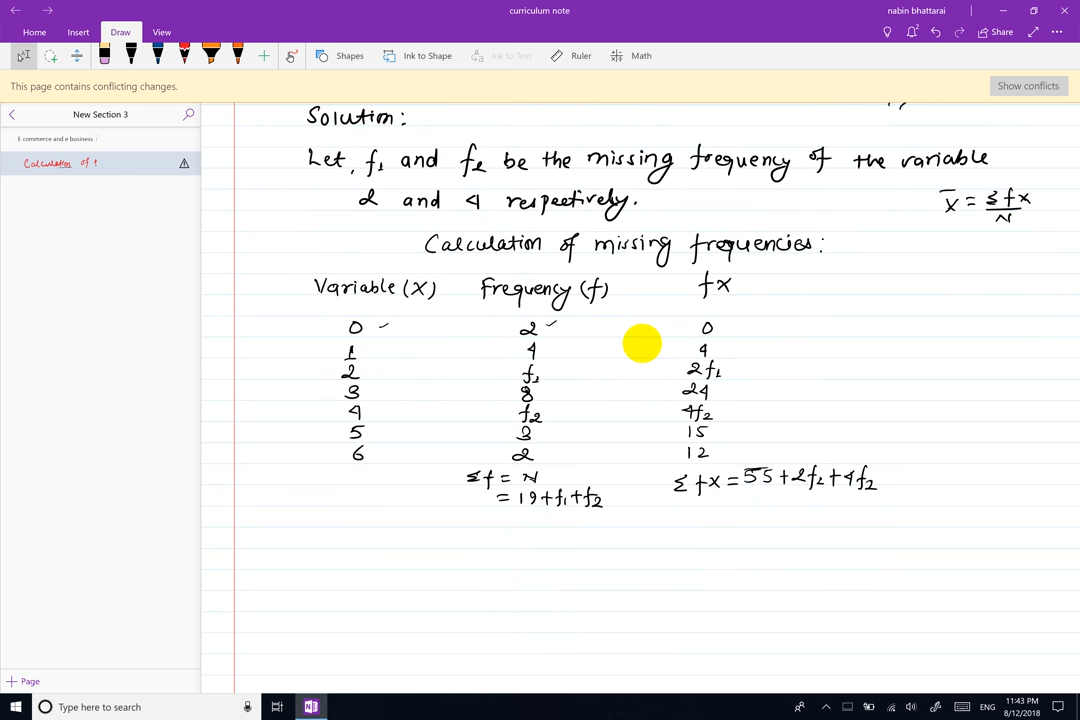 curriculum note
nabin bhattarai
Home Insert Draw View
Share
Shapes Ink to Shape Ink to Text Ruler Math
This page contains conflicting changes. Show conflicts
New Section 3
E commerce and e business
Calculation of
Solution:
Let, f₁ and f₂ be the missing frequency of the variable
2 and 4 respectively.
x̄ = Σfx/N
Calculation of missing frequencies:
Variable (X) Frequency (f) fx
0 2 0
1 4 4
2 f₁ 2f₁
3 8 24
4 f₂ 4f₂
5 3 15
6 2 12
Σf = N Σfx = 55+2f₁+4f₂
= 19+f₁+f₂
+ Page
Type here to search
ENG
11:43 PM
8/12/2018